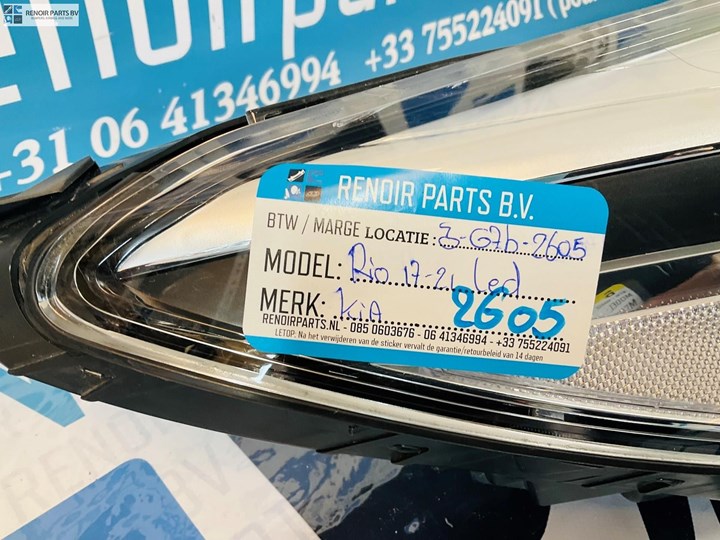 RENOIR PARTS BV
+33 755224091
+31 06 41346994
RENOIR PARTS B.V.
BTW / MARGE LOCATIE: 3-G7b-2605
MODEL: Rio 17-21 led
MERK: KIA 2605
RENOIRPARTS.NL - 085 0603676 - 06 41346994 - +33 755224091
LETOP: Na het verwijderen van de sticker vervalt de garantie/retourbeleid van 14 dagen